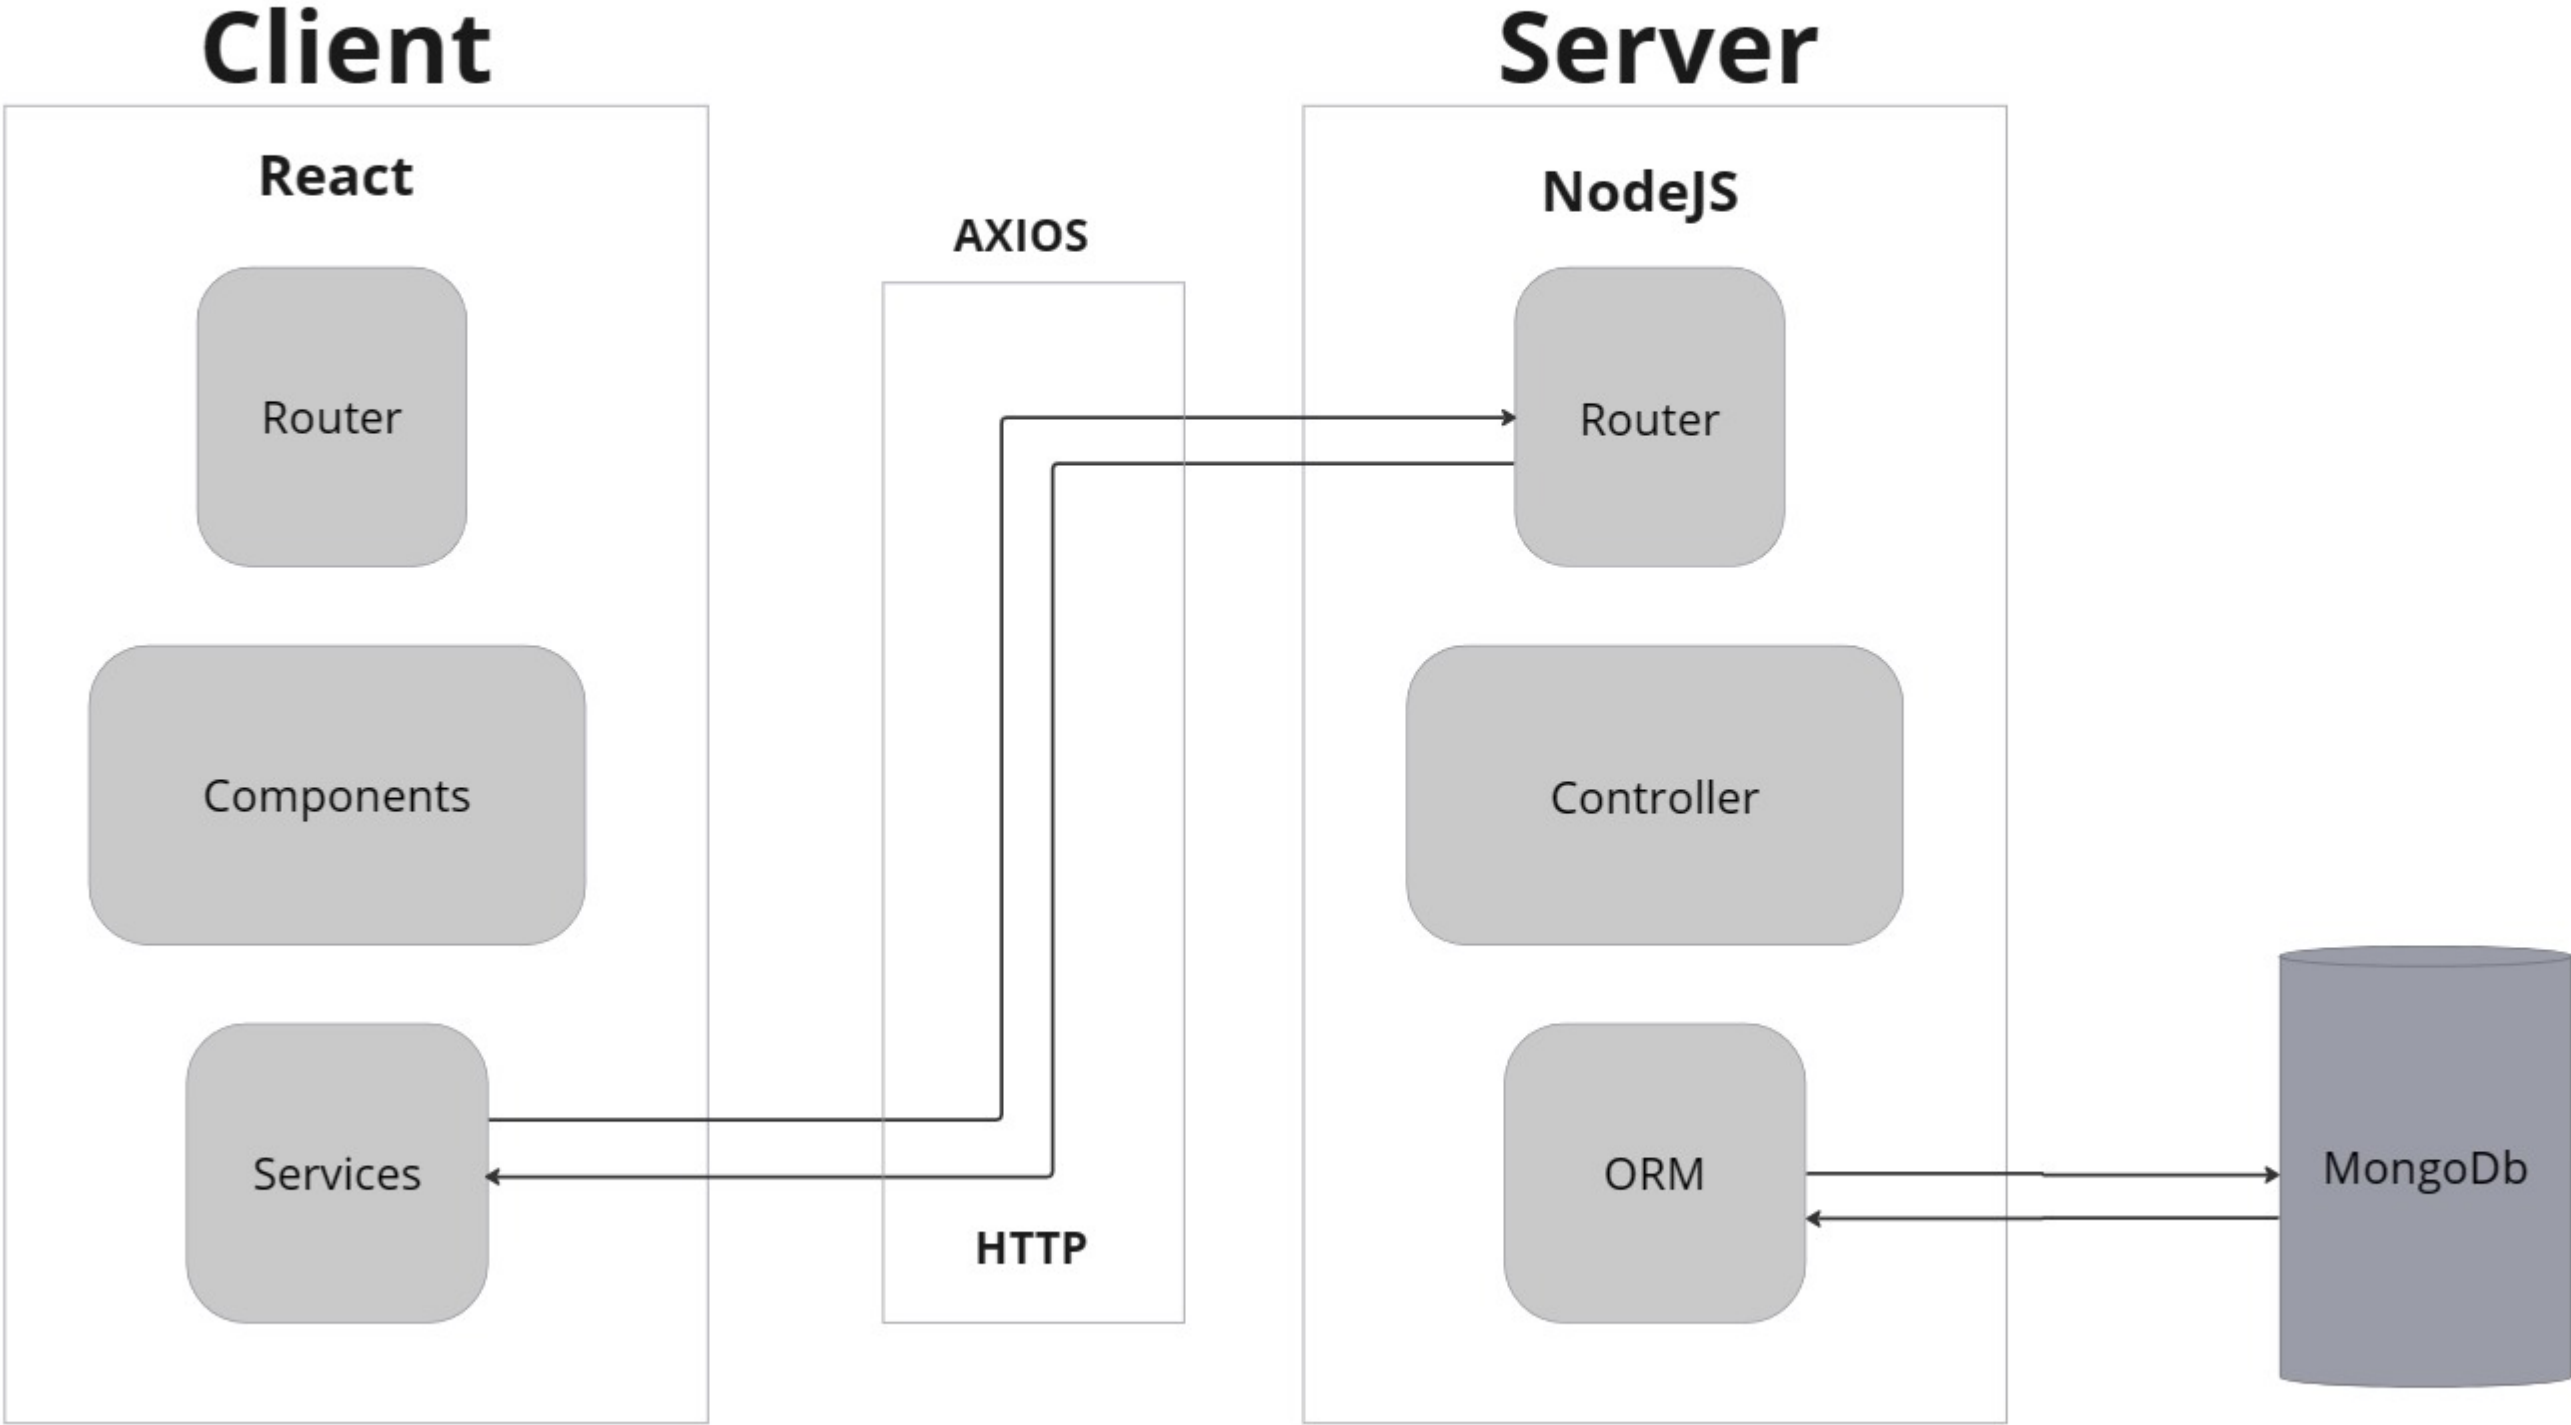 Client
Server
React
NodeJS
AXIOS
Router
Router
Components
Controller
Services
ORM
MongoDb
HTTP